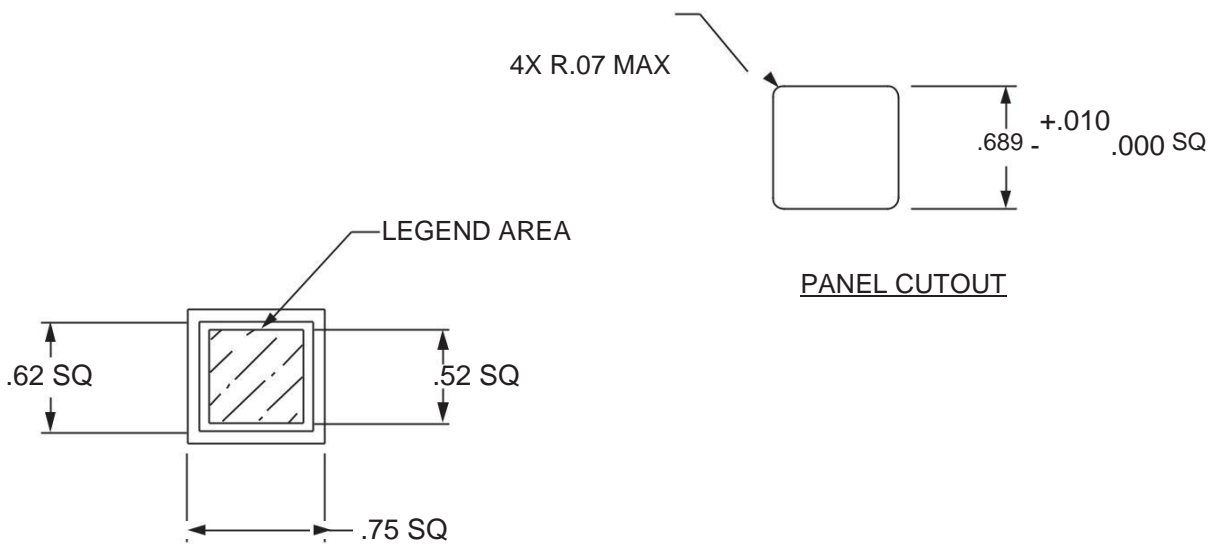 4X R.07 MAX
+.010
.689 - .000 SQ
PANEL CUTOUT
LEGEND AREA
.62 SQ
.52 SQ
.75 SQ